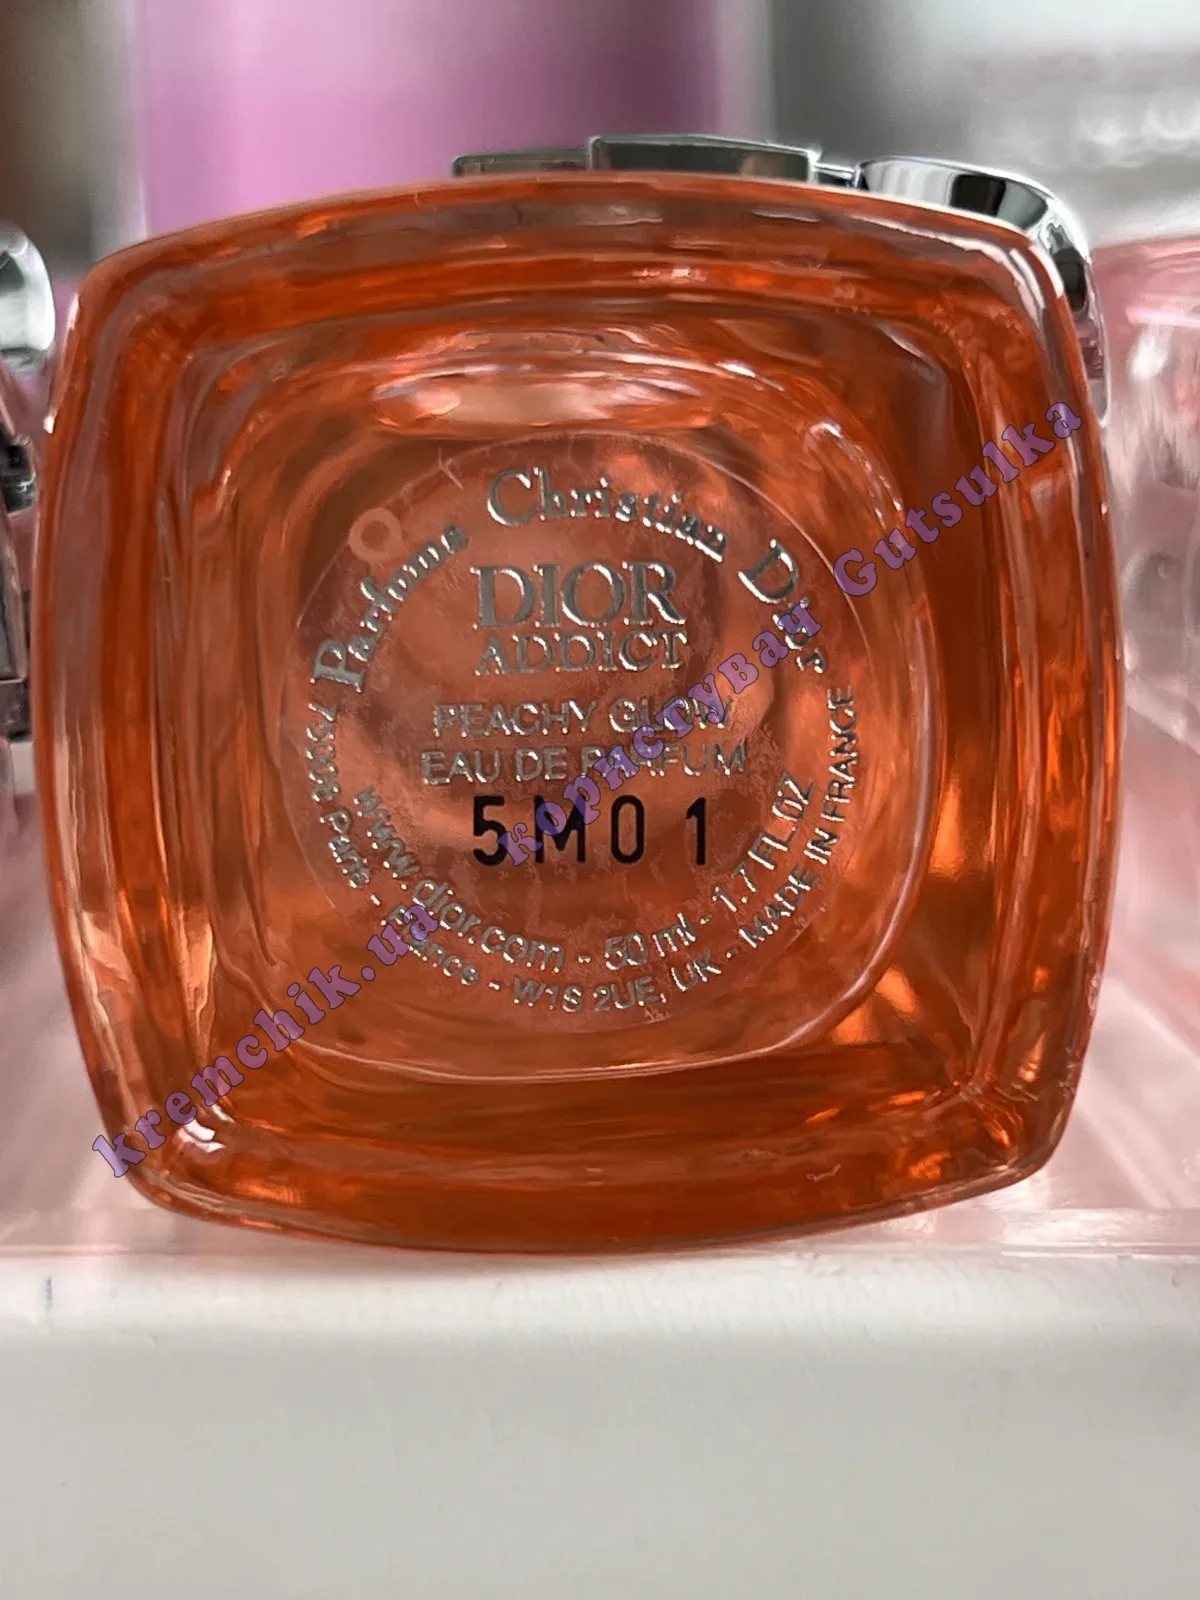 Parfums Christian Dior
DIOR
ADDICT
PEACHY GLOW
EAU DE PARFUM
5M01
www.dior.com - 50 ml - 1.7 FL.OZ
75008 Paris - France - W1S 2UE, UK - MADE IN FRANCE
kremchik.ua користувач Gutsulka